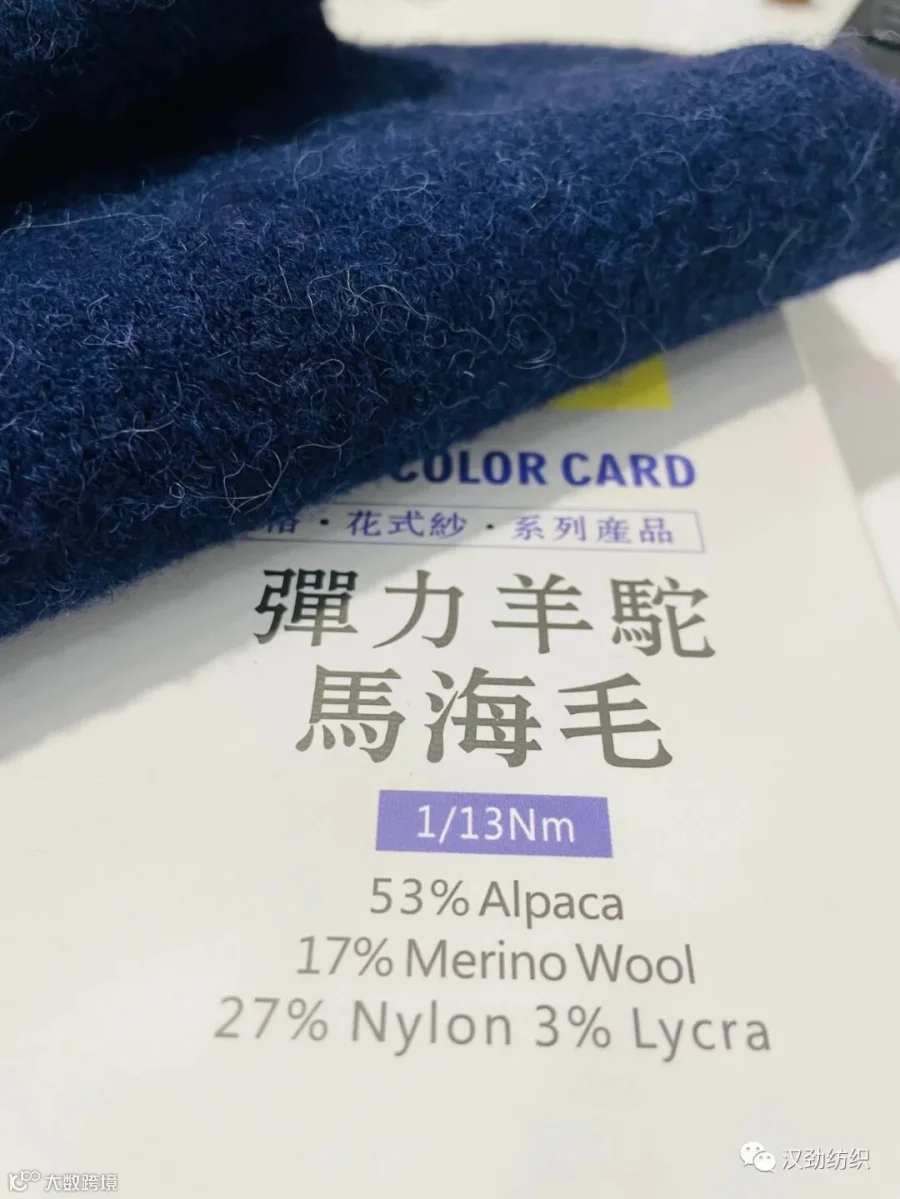 COLOR CARD
·花式紗·系列産品
彈力羊駝
馬海毛
1/13Nm
53% Alpaca
17% Merino Wool
27% Nylon 3% Lycra
汉劲纺织
大数跨境